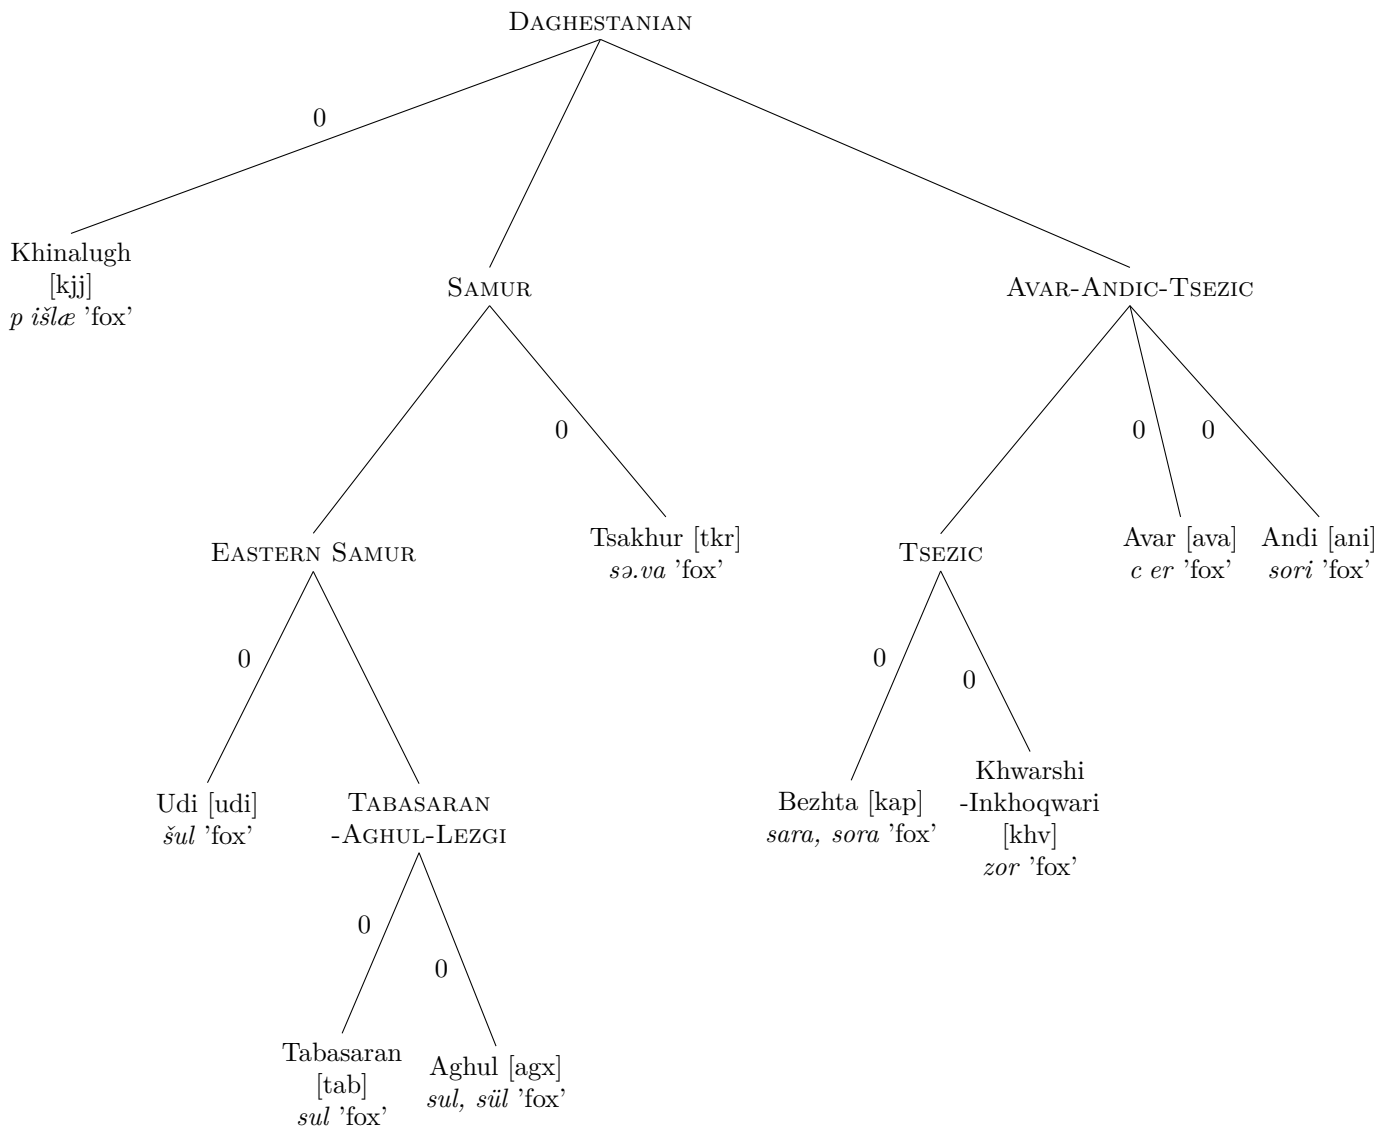 DAGHESTANIAN
0
Khinalugh
[kjj]
p išlæ 'fox'
SAMUR
AVAR-ANDIC-TSEZIC
0
0
0
EASTERN SAMUR
Tsakhur [tkr]
sə.va 'fox'
TSEZIC
Avar [ava]
c er 'fox'
Andi [ani]
sori 'fox'
0
0
0
Udi [udi]
šul 'fox'
TABASARAN
-AGHUL-LEZGI
Bezhta [kap]
sara, sora 'fox'
Khwarshi
-Inkhoqwari
[khv]
zor 'fox'
0
0
Tabasaran
[tab]
sul 'fox'
Aghul [agx]
sul, sül 'fox'